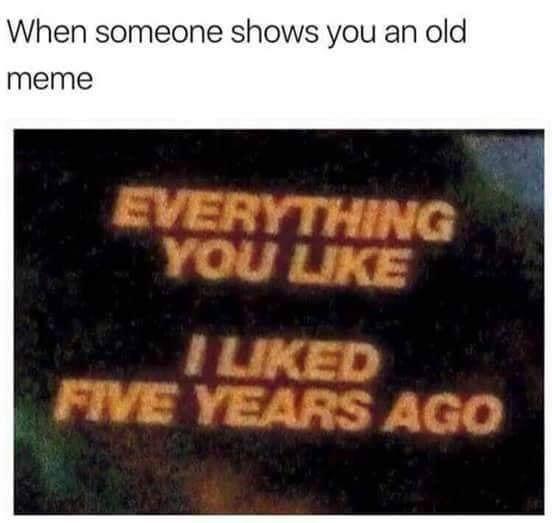 When someone shows you an old
meme
EVERYTHING
YOU LIKE
I LIKED
FIVE YEARS AGO